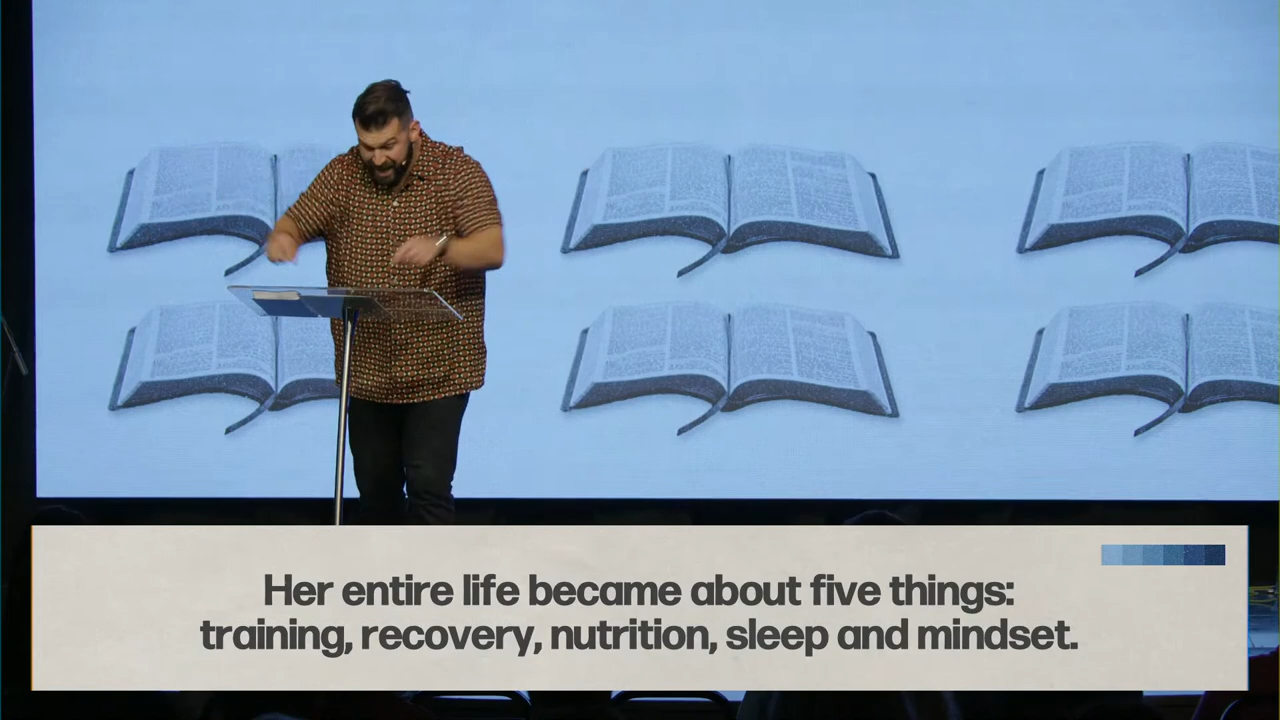 Her entire life became about five things:
training, recovery, nutrition, sleep and mindset.